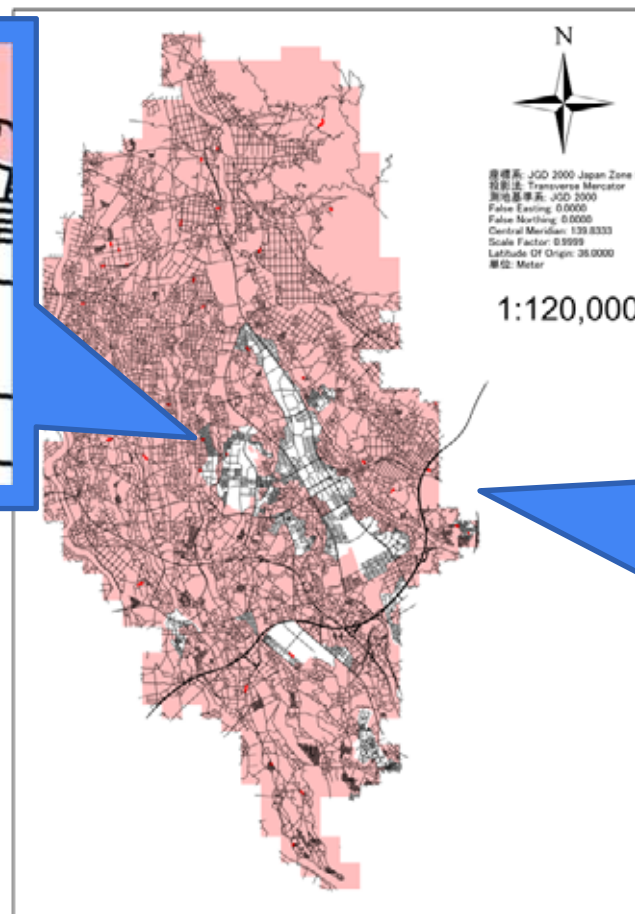 N
座標系: JGD 2000 Japan Zone
投影法: Transverse Mercator
測地基準系: JGD 2000
False Easting: 0.0000
False Northing: 0.0000
Central Meridian: 139.8333
Scale Factor: 0.9999
Latitude Of Origin: 36.0000
単位: Meter
1:120,000